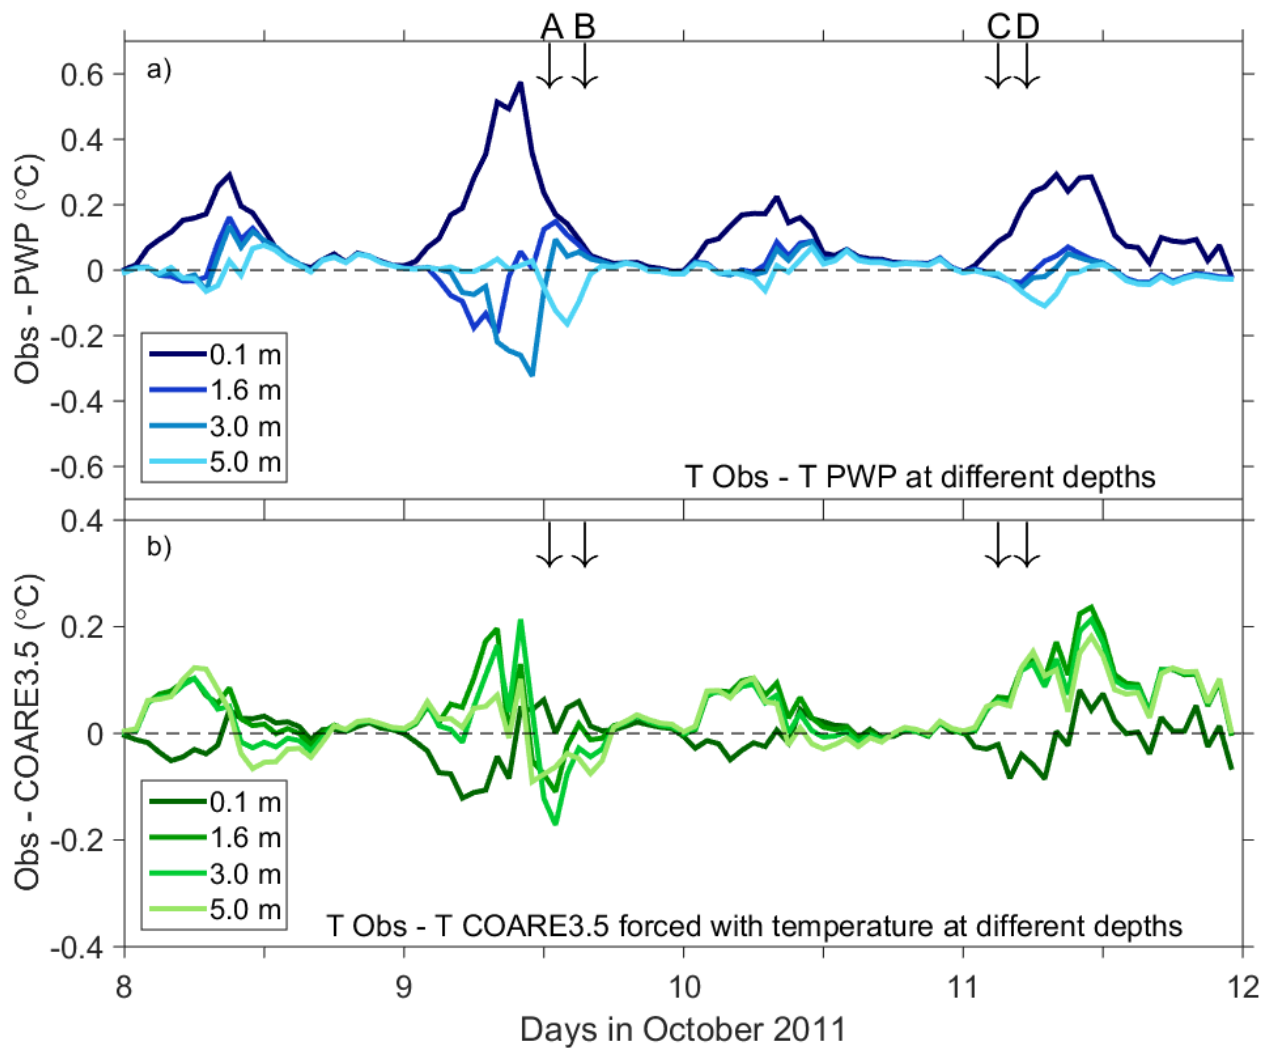 A B C D
a)
0.6
0.4
0.2
0
-0.2
-0.4
-0.6
Obs - PWP (°C)
0.1 m
1.6 m
3.0 m
5.0 m
T Obs - T PWP at different depths
b)
0.4
0.2
0
-0.2
-0.4
Obs - COARE3.5 (°C)
0.1 m
1.6 m
3.0 m
5.0 m
T Obs - T COARE3.5 forced with temperature at different depths
8 9 10 11 12
Days in October 2011